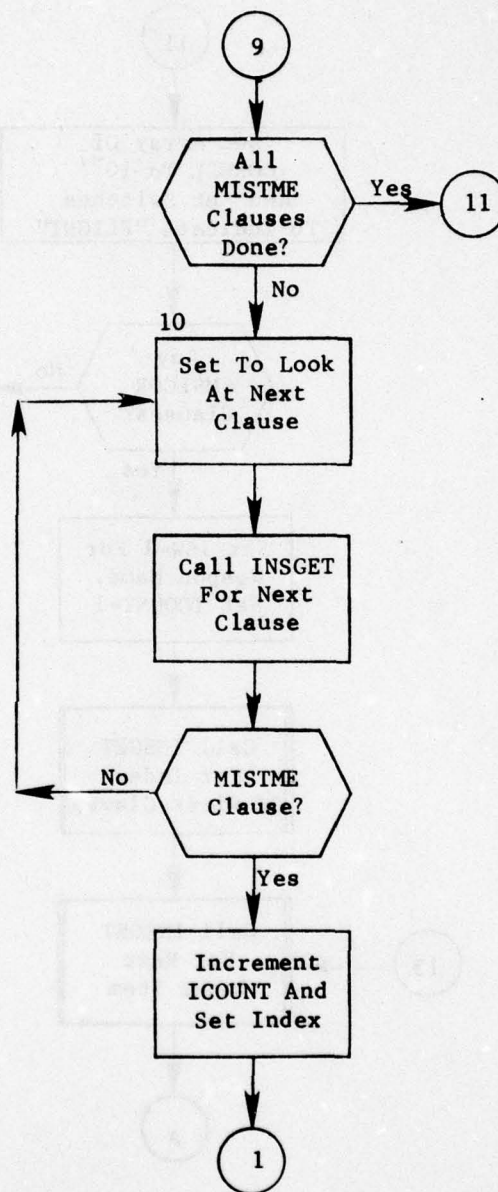 9
All
MISTME
Clauses
Done?
Yes
11
No
10
Set To Look
At Next
Clause
Call INSGET
For Next
Clause
No
MISTME
Clause?
Yes
Increment
ICOUNT And
Set Index
1